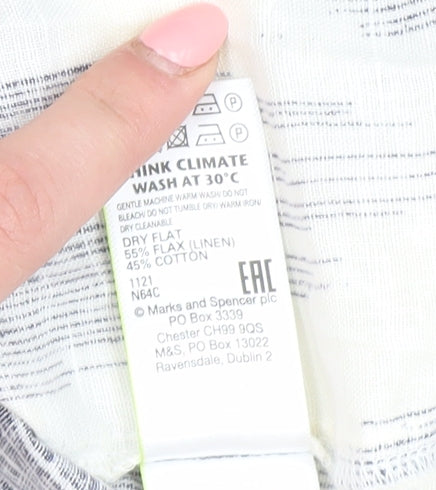 P
P
THINK CLIMATE
WASH AT 30°C
GENTLE MACHINE WARM WASH/ DO NOT
BLEACH/ DO NOT TUMBLE DRY/ WARM IRON/
DRY CLEANABLE
DRY FLAT
55% FLAX (LINEN)
45% COTTON
1121
N64C
EAC
© Marks and Spencer plc
PO Box 3339
Chester CH99 9QS
M&S, PO Box 13022
Ravensdale, Dublin 2